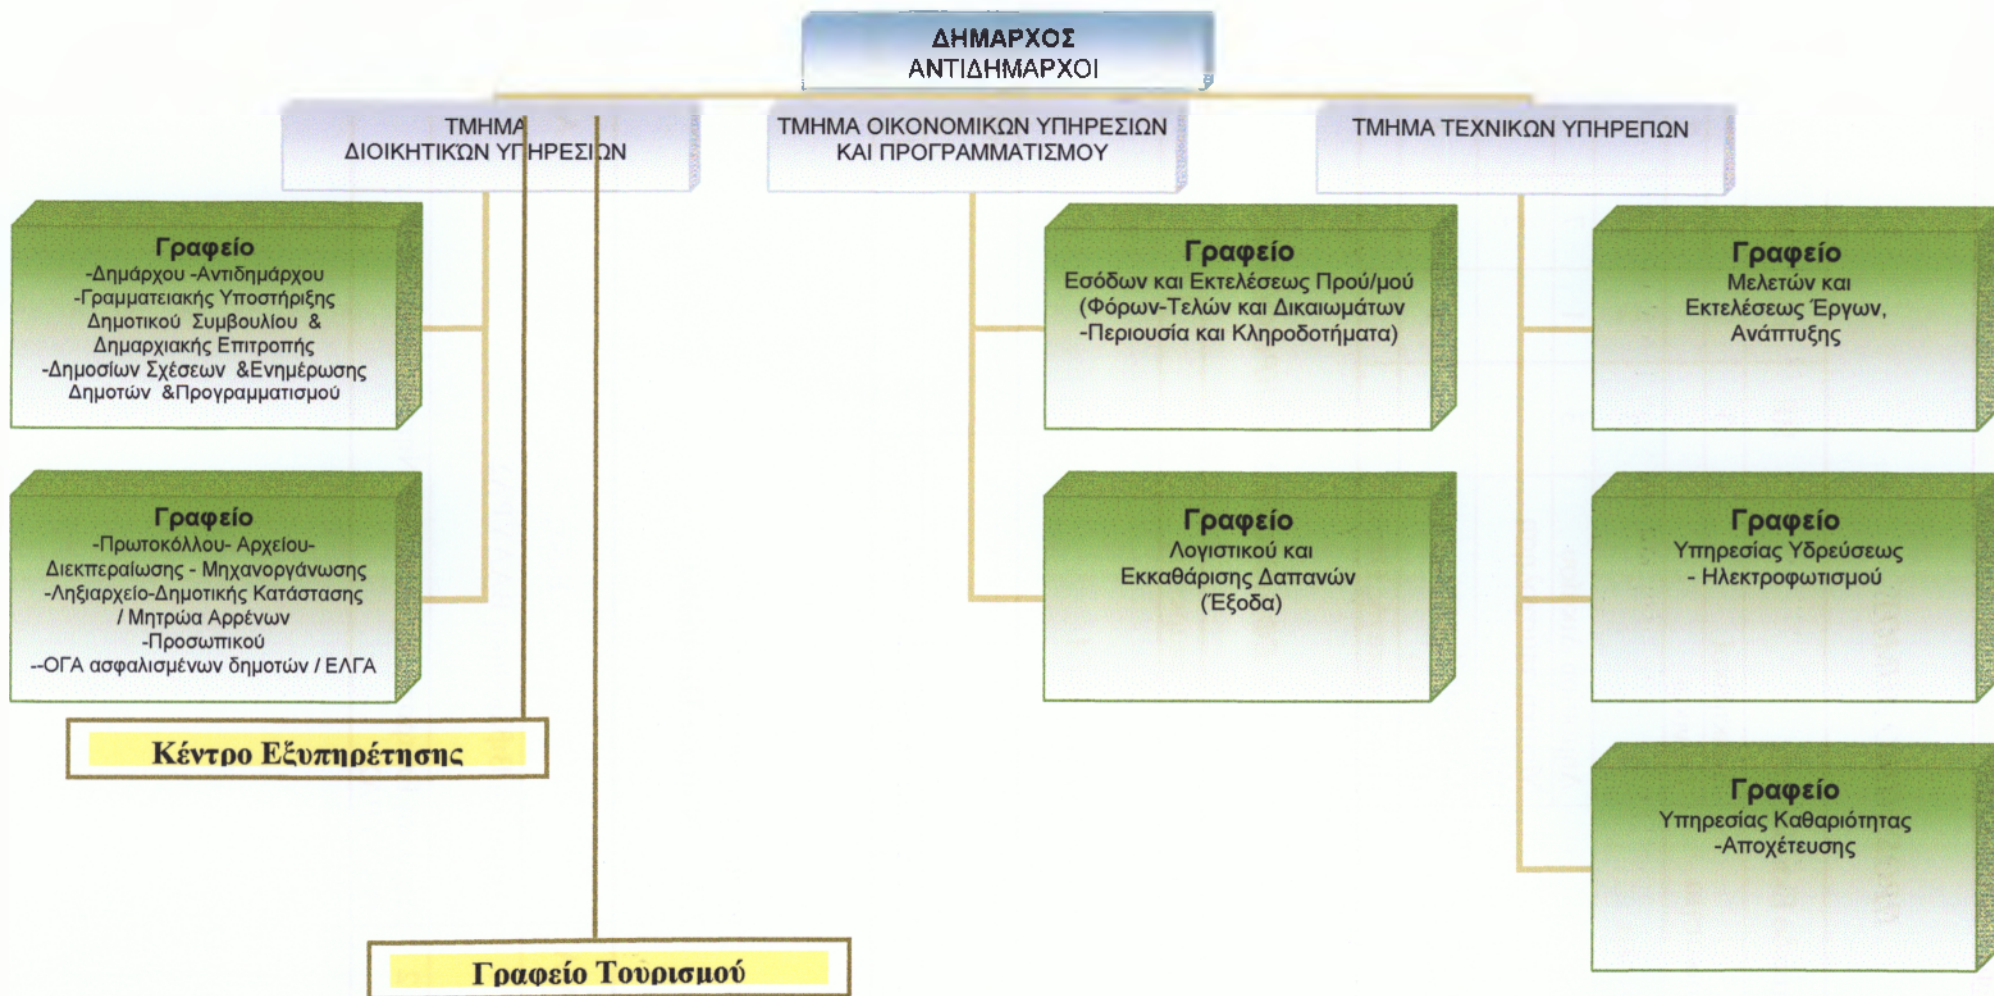 ΔΗΜΑΡΧΟΣ
ΑΝΤΙΔΗΜΑΡΧΟΙ
ΤΜΗΜΑ
ΔΙΟΙΚΗΤΙΚΏΝ ΥΠΗΡΕΣΙΩΝ
ΤΜΗΜΑ ΟΙΚΟΝΟΜΙΚΩΝ ΥΠΗΡΕΣΙΩΝ
ΚΑΙ ΠΡΟΓΡΑΜΜΑΤΙΣΜΟΥ
ΤΜΗΜΑ ΤΕΧΝΙΚΩΝ ΥΠΗΡΕΠΩΝ
Γραφείο
-Δημάρχου -Αντιδημάρχου
-Γραμματειακής Υποστήριξης
Δημοτικού Συμβουλίου &
Δημαρχιακής Επιτροπής
-Δημοσίων Σχέσεων &Ενημέρωσης
Δημοτών &Προγραμματισμού
Γραφείο
-Πρωτοκόλλου- Αρχείου-
Διεκπεραίωσης - Μηχανοργάνωσης
-Ληξιαρχείο-Δημοτικής Κατάστασης
/ Μητρώα Αρρένων
-Προσωπικού
--ΟΓΑ ασφαλισμένων δημοτών / ΕΛΓΑ
Κέντρο Εξυπηρέτησης
Γραφείο Τουρισμού
Γραφείο
Εσόδων και Εκτελέσεως Πρού/μού
(Φόρων-Τελών και Δικαιωμάτων
-Περιουσία και Κληροδοτήματα)
Γραφείο
Λογιστικού και
Εκκαθάρισης Δαπανών
(Έξοδα)
Γραφείο
Μελετών και
Εκτελέσεως Έργων,
Ανάπτυξης
Γραφείο
Υπηρεσίας Υδρεύσεως
- Ηλεκτροφωτισμού
Γραφείο
Υπηρεσίας Καθαριότητας
-Αποχέτευσης